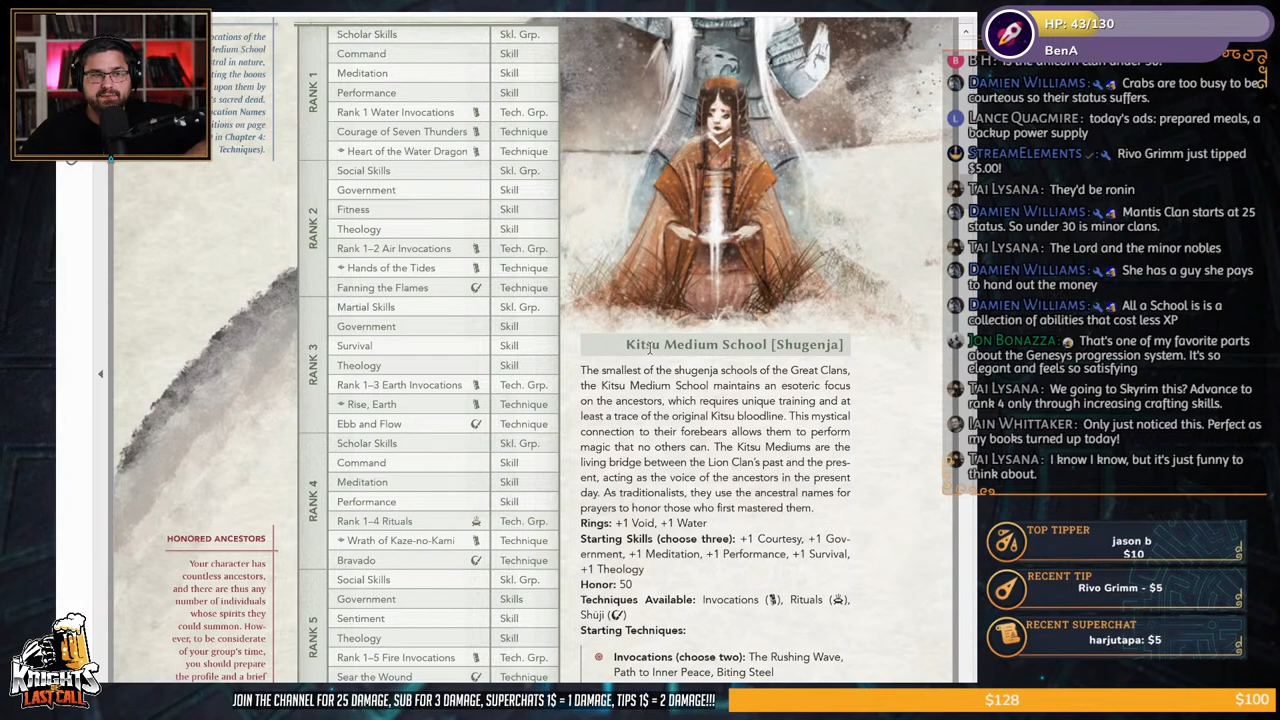 ocations of the
Medium School
tral in nature,
ting the boons
upon them by
's sacred dead.
ocation Names
itions on page
in Chapter 4:
Techniques).
RANK 1
Scholar Skills Skl. Grp.
Command Skill
Meditation Skill
Performance Skill
Rank 1 Water Invocations Tech. Grp.
Courage of Seven Thunders Technique
Heart of the Water Dragon Technique
RANK 2
Social Skills Skl. Grp.
Government Skill
Fitness Skill
Theology Skill
Rank 1–2 Air Invocations Tech. Grp.
Hands of the Tides Technique
Fanning the Flames Technique
RANK 3
Martial Skills Skl. Grp.
Government Skill
Survival Skill
Theology Skill
Rank 1–3 Earth Invocations Tech. Grp.
Rise, Earth Technique
Ebb and Flow Technique
RANK 4
Scholar Skills Skl. Grp.
Command Skill
Meditation Skill
Performance Skill
Rank 1–4 Rituals Tech. Grp.
Wrath of Kaze-no-Kami Technique
Bravado Technique
RANK 5
Social Skills Skl. Grp.
Government Skills
Sentiment Skill
Theology Skill
Rank 1–5 Fire Invocations Tech. Grp.
Sear the Wound Technique
HONORED ANCESTORS
Your character has
countless ancestors,
and there are thus any
number of individuals
whose spirits they
could summon. How-
ever, to be considerate
of your group's time,
you should prepare
the profile and a brief
Kitsu Medium School [Shugenja]
The smallest of the shugenja schools of the Great Clans,
the Kitsu Medium School maintains an esoteric focus
on the ancestors, which requires unique training and at
least a trace of the original Kitsu bloodline. This mystical
connection to their forebears allows them to perform
magic that no others can. The Kitsu Mediums are the
living bridge between the Lion Clan's past and the pres-
ent, acting as the voice of the ancestors in the present
day. As traditionalists, they use the ancestral names for
prayers to honor those who first mastered them.
Rings: +1 Void, +1 Water
Starting Skills (choose three): +1 Courtesy, +1 Gov-
ernment, +1 Meditation, +1 Performance, +1 Survival,
+1 Theology
Honor: 50
Techniques Available: Invocations ( ), Rituals ( ),
Shūji ( )
Starting Techniques:
Invocations (choose two): The Rushing Wave,
Path to Inner Peace, Biting Steel
HP: 43/130
BenA
B H: Is the unicorn clan under 30?
Damien Williams: Crabs are too busy to be
courteous so their status suffers.
Lance Quagmire: today's ads: prepared meals, a
backup power supply
StreamElements: Rivo Grimm just tipped
$5.00!
Tai Lysana: They'd be ronin
Damien Williams: Mantis Clan starts at 25
status. So under 30 is minor clans.
Tai Lysana: The Lord and the minor nobles
Damien Williams: She has a guy she pays
to hand out the money
Damien Williams: All a School is is a
collection of abilities that cost less XP
Jon Bonazza: That's one of my favorite parts
about the Genesys progression system. It's so
elegant and feels so satisfying
Tai Lysana: We going to Skyrim this? Advance to
rank 4 only through increasing crafting skills.
Iain Whittaker: Only just noticed this. Perfect as
my books turned up today!
Tai Lysana: I know I know, but it's just funny to
think about.
TOP TIPPER
jason b
$10
RECENT TIP
Rivo Grimm - $5
RECENT SUPERCHAT
harjutapa: $5
KNIGHTS
OF
LAST CALL
JOIN THE CHANNEL FOR 25 DAMAGE, SUB FOR 3 DAMAGE, SUPERCHATS 1$ = 1 DAMAGE, TIPS 1$ = 2 DAMAGE!!!
$128
$100